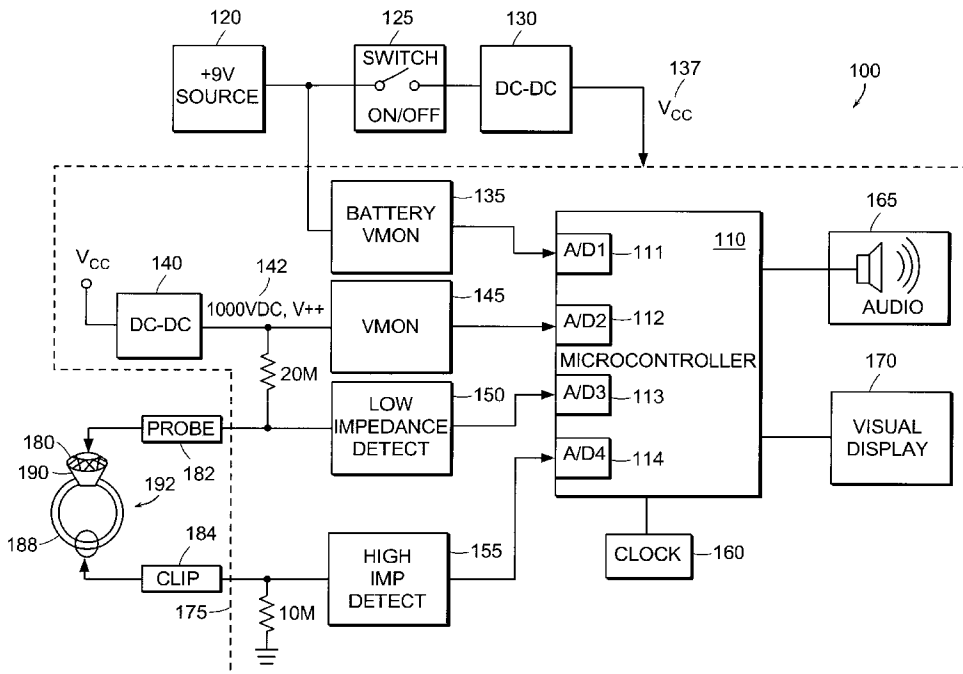 120
125
130
+9V
SOURCE
SWITCH
ON/OFF
DC-DC
137
VCC
100
135
BATTERY
VMON
110
165
A/D1
111
AUDIO
VCC
140
142
145
DC-DC
1000VDC, V++
VMON
A/D2
112
MICROCONTROLLER
20M
150
170
LOW
IMPEDANCE
DETECT
A/D3
113
VISUAL
DISPLAY
PROBE
180
182
190
192
A/D4
114
188
184
155
CLOCK
160
CLIP
HIGH
IMP
DETECT
175
10M